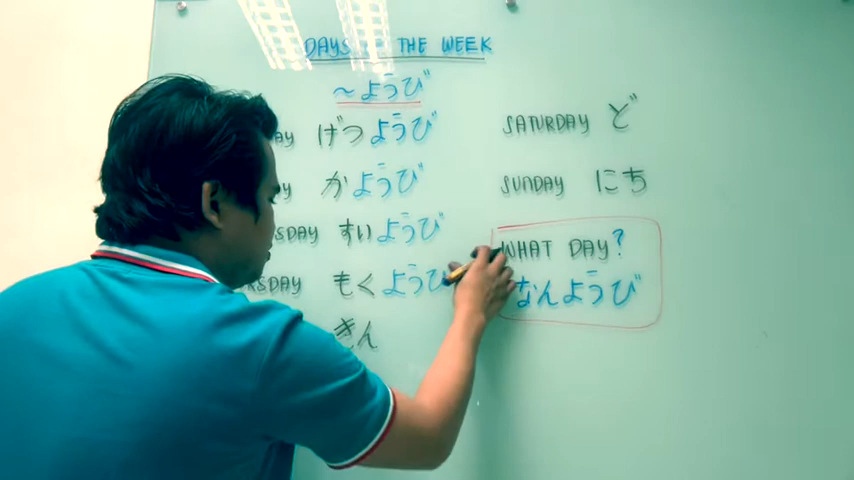 DAYS THE WEEK
~ようび
AY げつようび
Y かようび
SDAY すいようび
RSDAY もくようび
きん
SATURDAY ど
SUNDAY にち
WHAT DAY?
なんようび